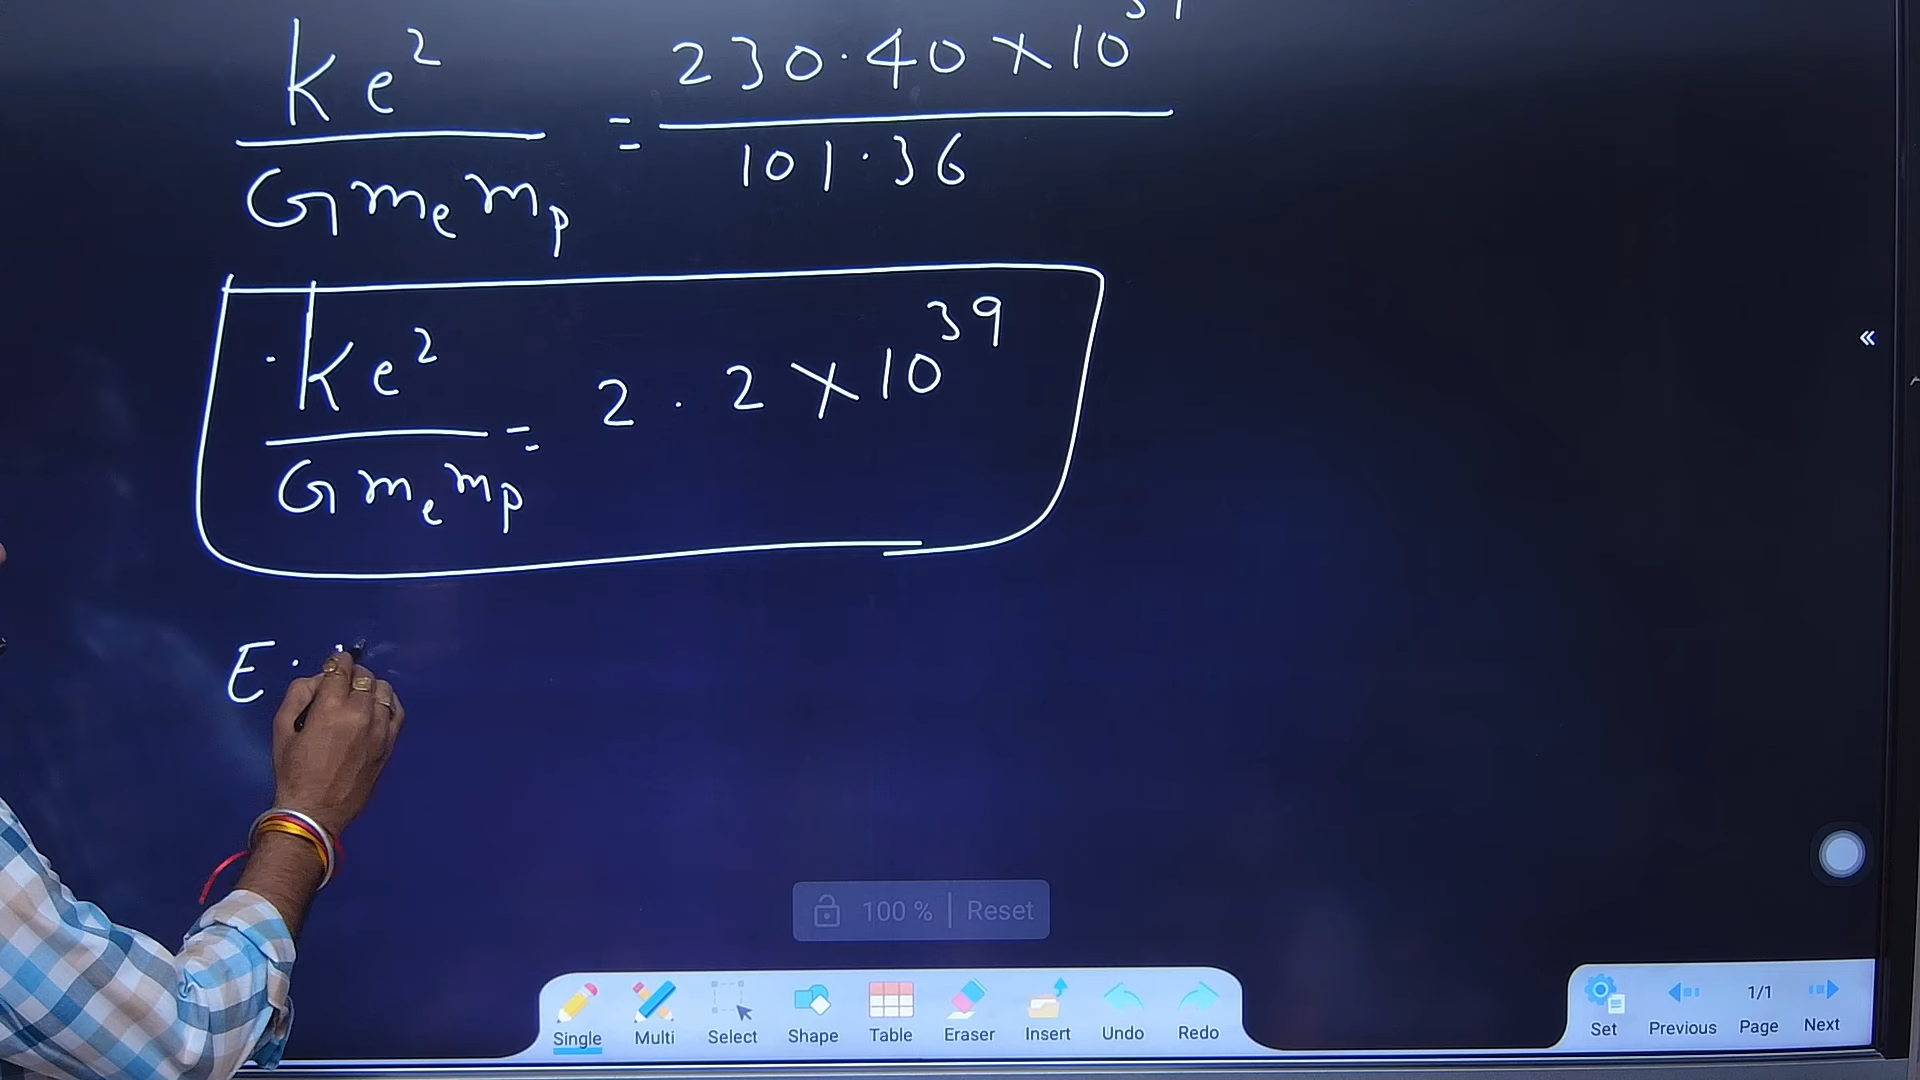 Ke² / Gmₑmₚ = 230.40 × 10 / 101.36
Ke² / Gmₑmₚ = 2.2 × 10³⁹
E.
100 % | Reset
Single Multi Select Shape Table Eraser Insert Undo Redo
Set Previous 1/1 Page Next